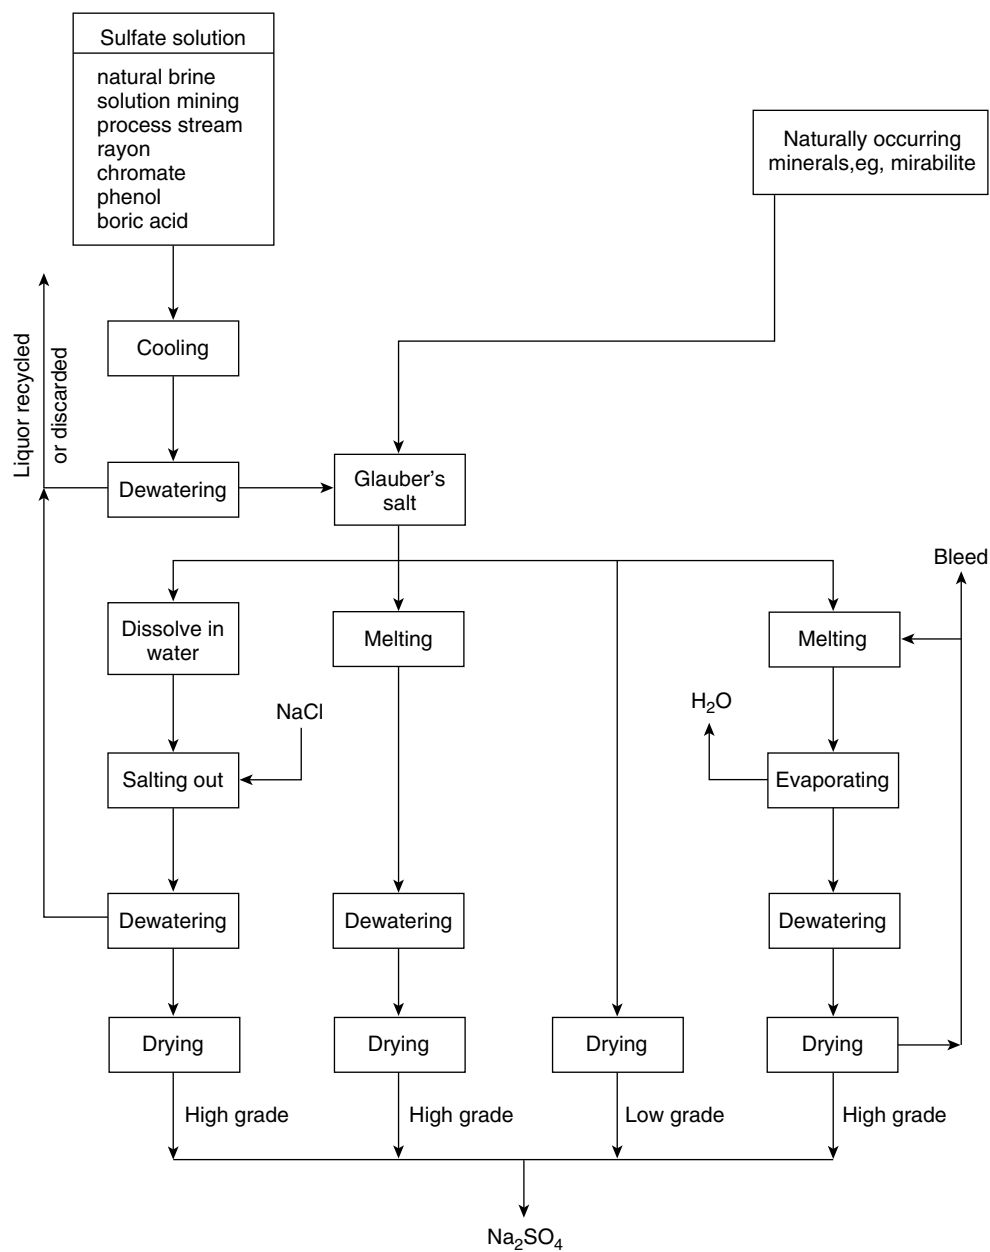 Sulfate solution
natural brine
solution mining
process stream
rayon
chromate
phenol
boric acid
Naturally occurring
minerals,eg, mirabilite
Liquor recycled
or discarded
Cooling
Dewatering
Glauber's
salt
Bleed
Dissolve in
water
Melting
Melting
NaCl
H₂O
Salting out
Evaporating
Dewatering
Dewatering
Dewatering
Drying
Drying
Drying
Drying
High grade
High grade
Low grade
High grade
Na₂SO₄